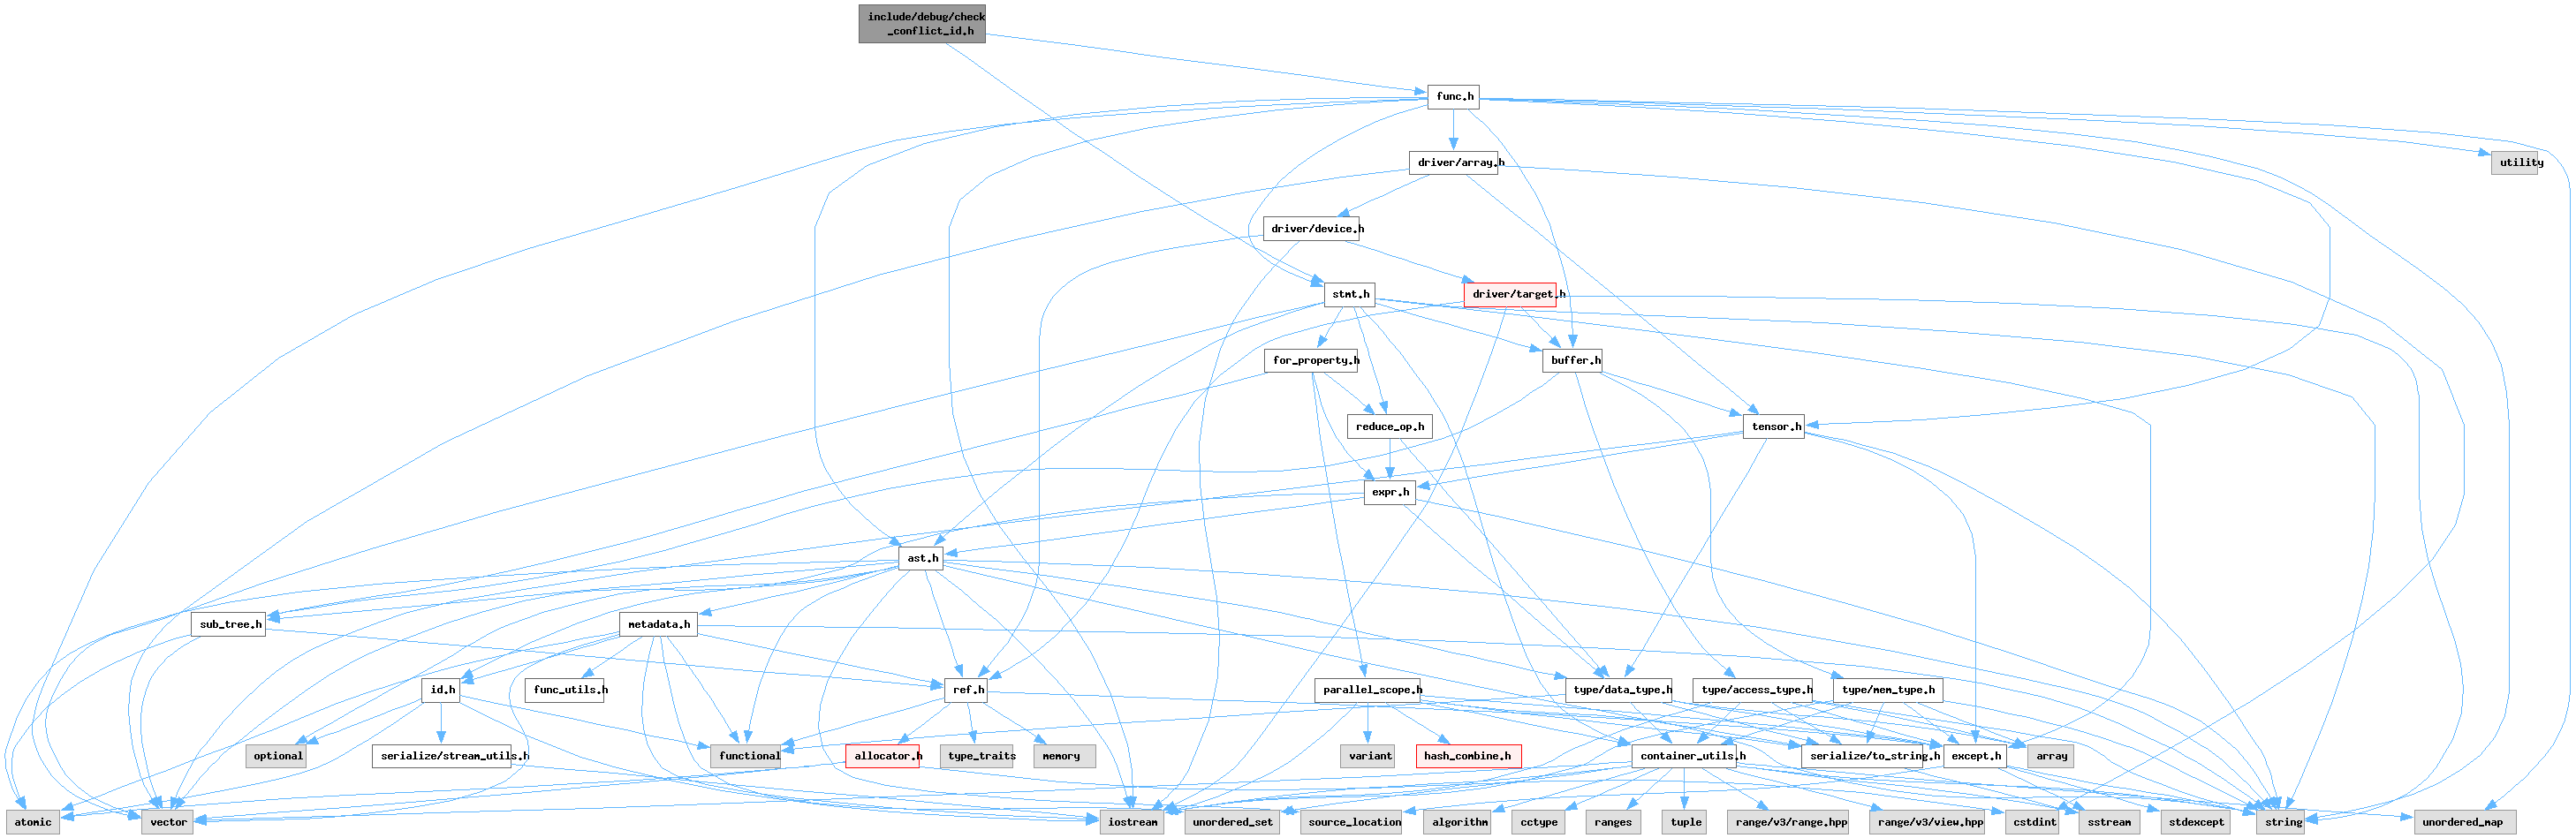 include/debug/check
_conflict_id.h
func.h
driver/array.h
utility
driver/device.h
stmt.h
driver/target.h
for_property.h
buffer.h
reduce_op.h
tensor.h
expr.h
ast.h
sub_tree.h
metadata.h
id.h
func_utils.h
ref.h
parallel_scope.h
type/data_type.h
type/access_type.h
type/mem_type.h
optional
serialize/stream_utils.h
functional
allocator.h
type_traits
memory
variant
hash_combine.h
container_utils.h
serialize/to_string.h
except.h
array
atomic
vector
iostream
unordered_set
source_location
algorithm
cctype
ranges
tuple
range/v3/range.hpp
range/v3/view.hpp
cstdint
sstream
stdexcept
string
unordered_map